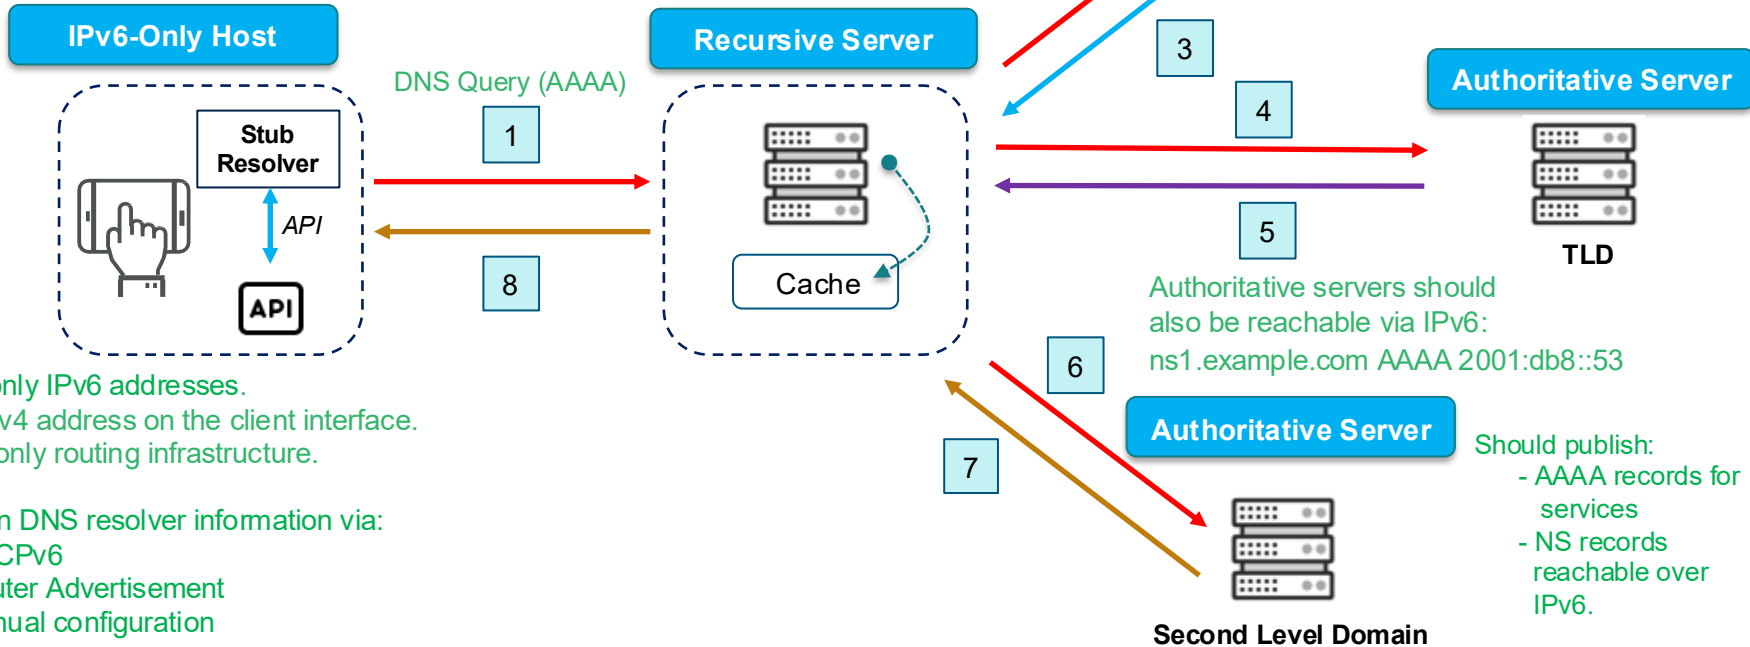 IPv6-Only Host
Recursive Server
3
Authoritative Server
DNS Query (AAAA)
Stub
Resolver
1
4
API
8
API
Cache
5
TLD
Authoritative servers should
also be reachable via IPv6:
ns1.example.com AAAA 2001:db8::53
6
only IPv6 addresses.
v4 address on the client interface.
only routing infrastructure.
Authoritative Server
7
Should publish:
- AAAA records for
services
- NS records
reachable over
IPv6.
n DNS resolver information via:
CPv6
uter Advertisement
nual configuration
Second Level Domain